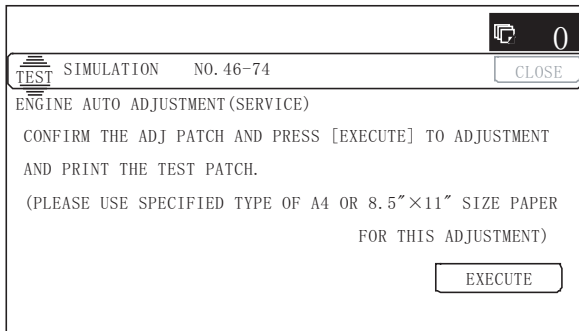 0
TEST SIMULATION NO.46-74 CLOSE
ENGINE AUTO ADJUSTMENT(SERVICE)
CONFIRM THE ADJ PATCH AND PRESS [EXECUTE] TO ADJUSTMENT
AND PRINT THE TEST PATCH.
(PLEASE USE SPECIFIED TYPE OF A4 OR 8.5″×11″ SIZE PAPER
FOR THIS ADJUSTMENT)
EXECUTE